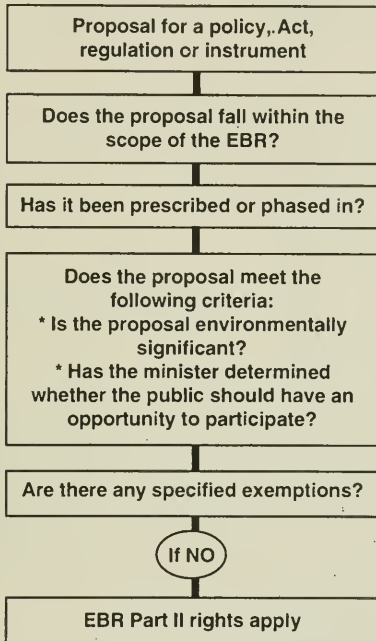 Proposal for a policy,. Act,
regulation or instrument
Does the proposal fall within the
scope of the EBR?
Has it been prescribed or phased in?
Does the proposal meet the
following criteria:
* Is the proposal environmentally
significant?
* Has the minister determined
whether the public should have an
opportunity to participate?
Are there any specified exemptions?
If NO
EBR Part II rights apply